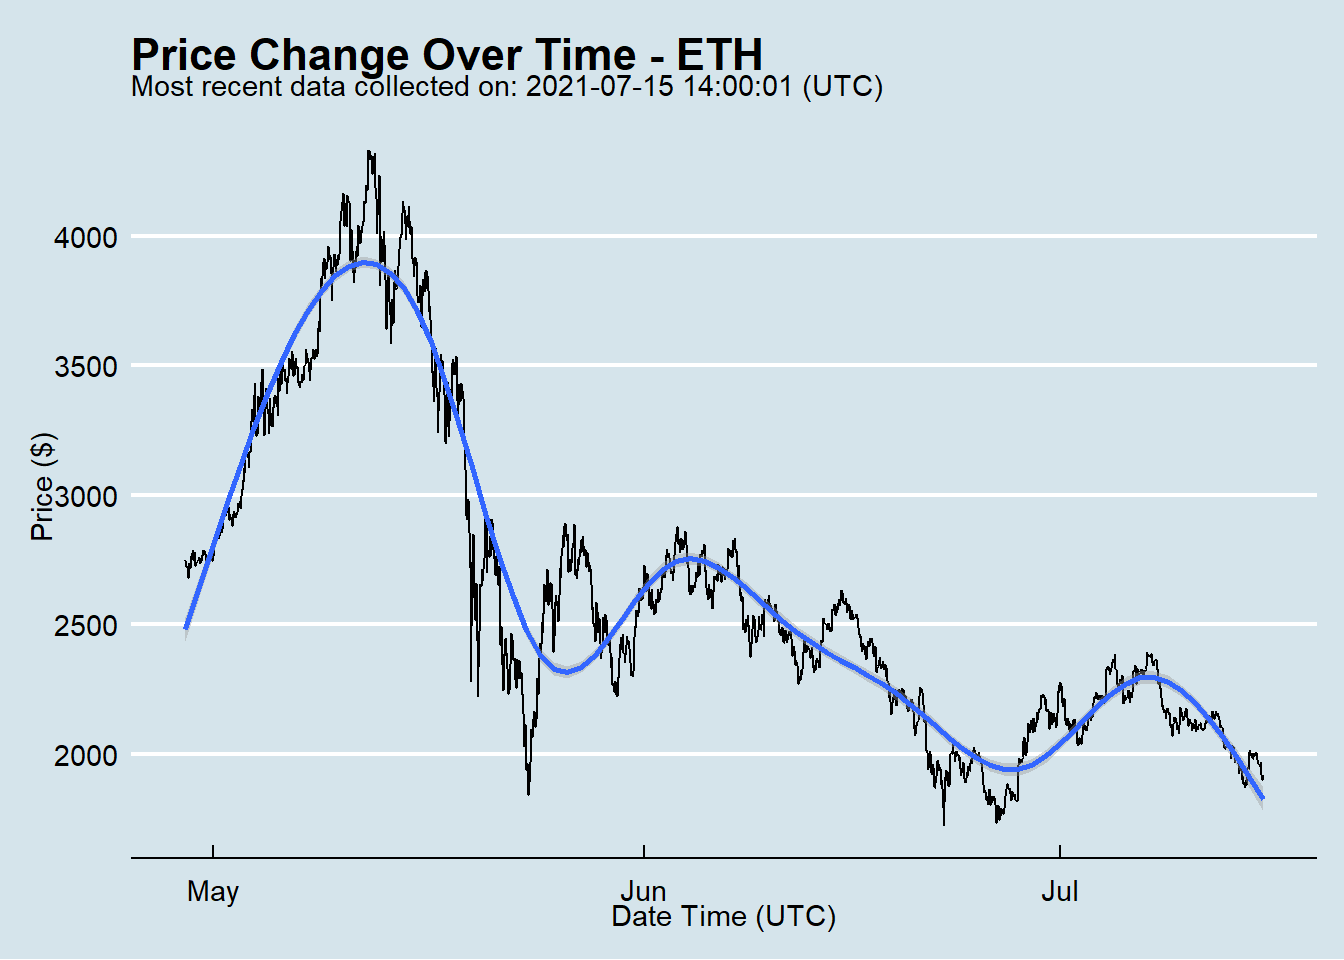 Price Change Over Time - ETH
Most recent data collected on: 2021-07-15 14:00:01 (UTC)
4000
3500
3000
2500
2000
Price ($)
May
Jun
Jul
Date Time (UTC)